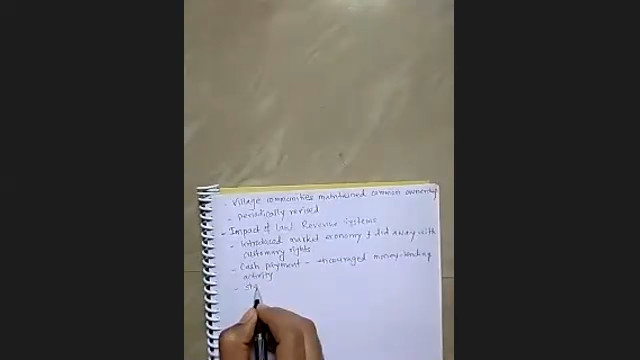 - Village communities maintained common ownership
- periodically revised
- Impact of Land Revenue Systems
- Introduced market economy & did away with
customary rights
- Cash payment - encouraged money-lending
activity
- sha